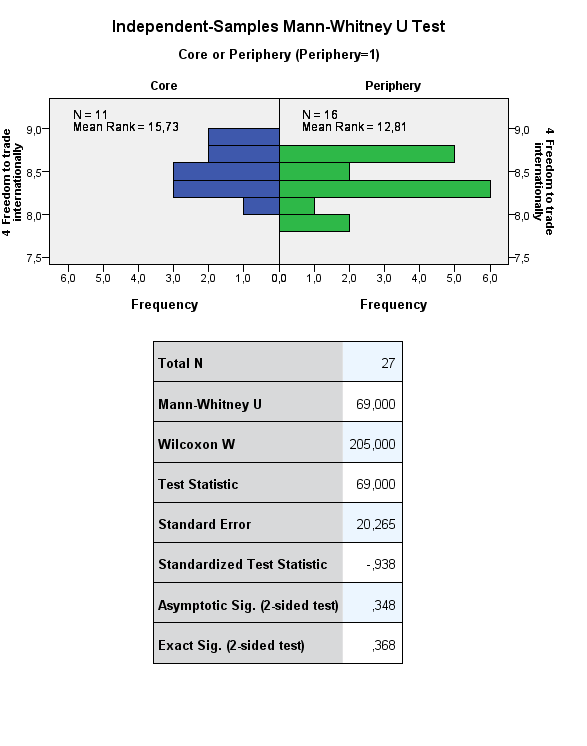 Independent-Samples Mann-Whitney U Test
Core or Periphery (Periphery=1)
Core
Periphery
N = 11
Mean Rank = 15,73
N = 16
Mean Rank = 12,81
4 Freedom to trade
internationally
9,0
8,5
8,0
7,5
9,0
8,5
8,0
7,5
4 Freedom to trade
internationally
6,0 5,0 4,0 3,0 2,0 1,0 0,0 1,0 2,0 3,0 4,0 5,0 6,0
Frequency
Frequency
Total N 27
Mann-Whitney U 69,000
Wilcoxon W 205,000
Test Statistic 69,000
Standard Error 20,265
Standardized Test Statistic -,938
Asymptotic Sig. (2-sided test) ,348
Exact Sig. (2-sided test) ,368